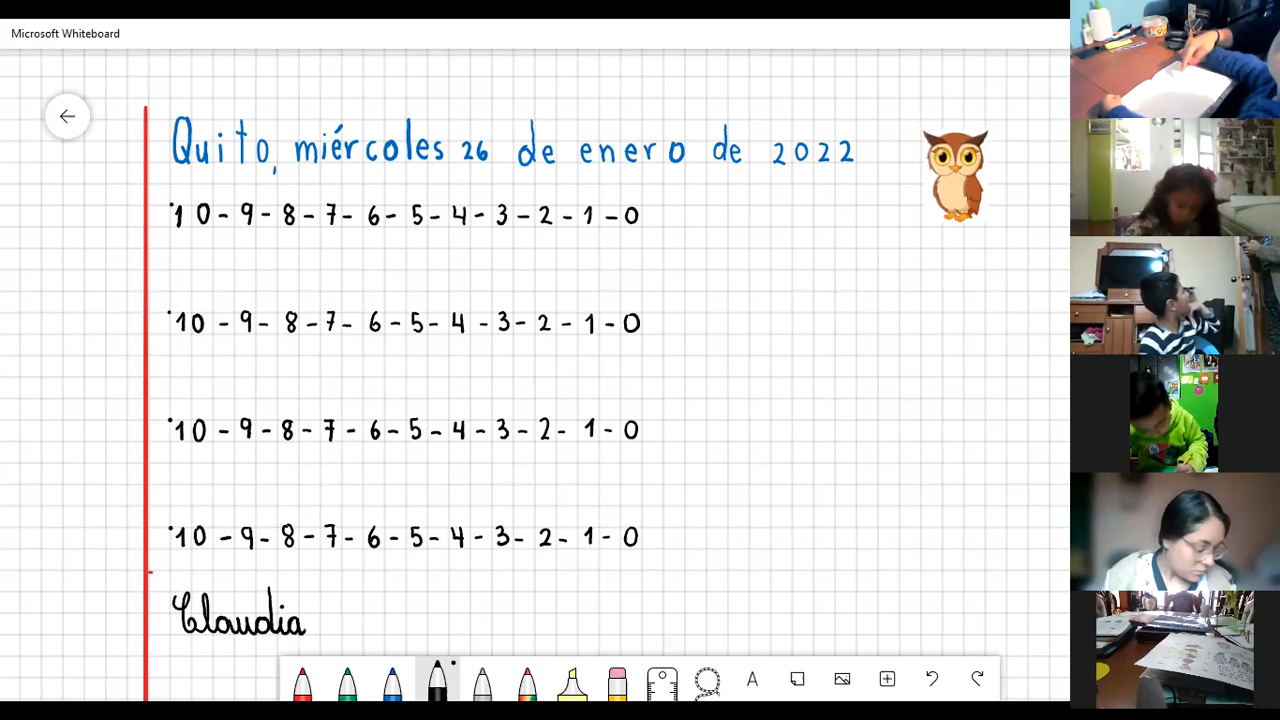 Microsoft Whiteboard
Quito, miércoles 26 de enero de 2022
10 - 9 - 8 - 7 - 6 - 5 - 4 - 3 - 2 - 1 - 0
10 - 9 - 8 - 7 - 6 - 5 - 4 - 3 - 2 - 1 - 0
10 - 9 - 8 - 7 - 6 - 5 - 4 - 3 - 2 - 1 - 0
10 - 9 - 8 - 7 - 6 - 5 - 4 - 3 - 2 - 1 - 0
Claudia